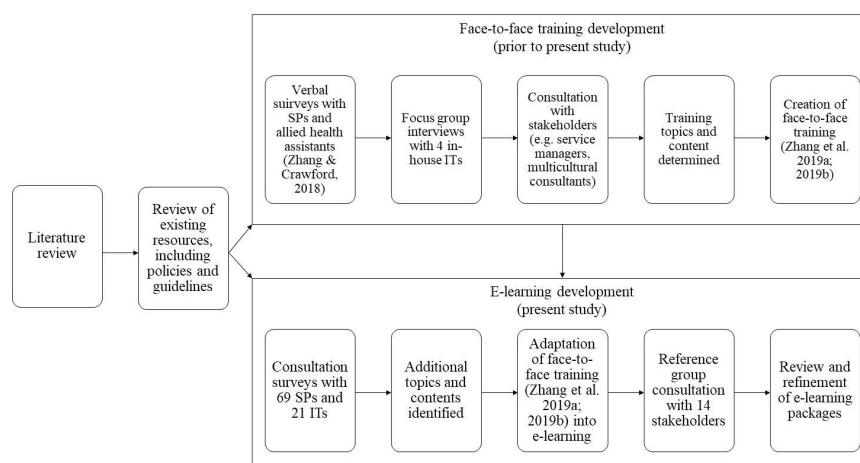 Face-to-face training development
(prior to present study)
Verbal
suirveys with
SPs and
allied health
assistants
(Zhang &
Crawford,
2018)
Focus group
interviews
with 4 in-
house ITs
Consultation
with
stakeholders
(e.g. service
managers,
multicultural
consultants)
Training
topics and
content
determined
Creation of
face-to-face
training
(Zhang et al.
2019a;
2019b)
Literature
review
Review of
existing
resources,
including
policies and
guidelines
E-learning development
(present study)
Consultation
surveys with
69 SPs and
21 ITs
Additional
topics and
contents
identified
Adaptation
of face-to-
face training
(Zhang et al.
2019a;
2019b) into
e-learning
Reference
group
consultation
with 14
stakeholders
Review and
refinement
of e-learning
packages